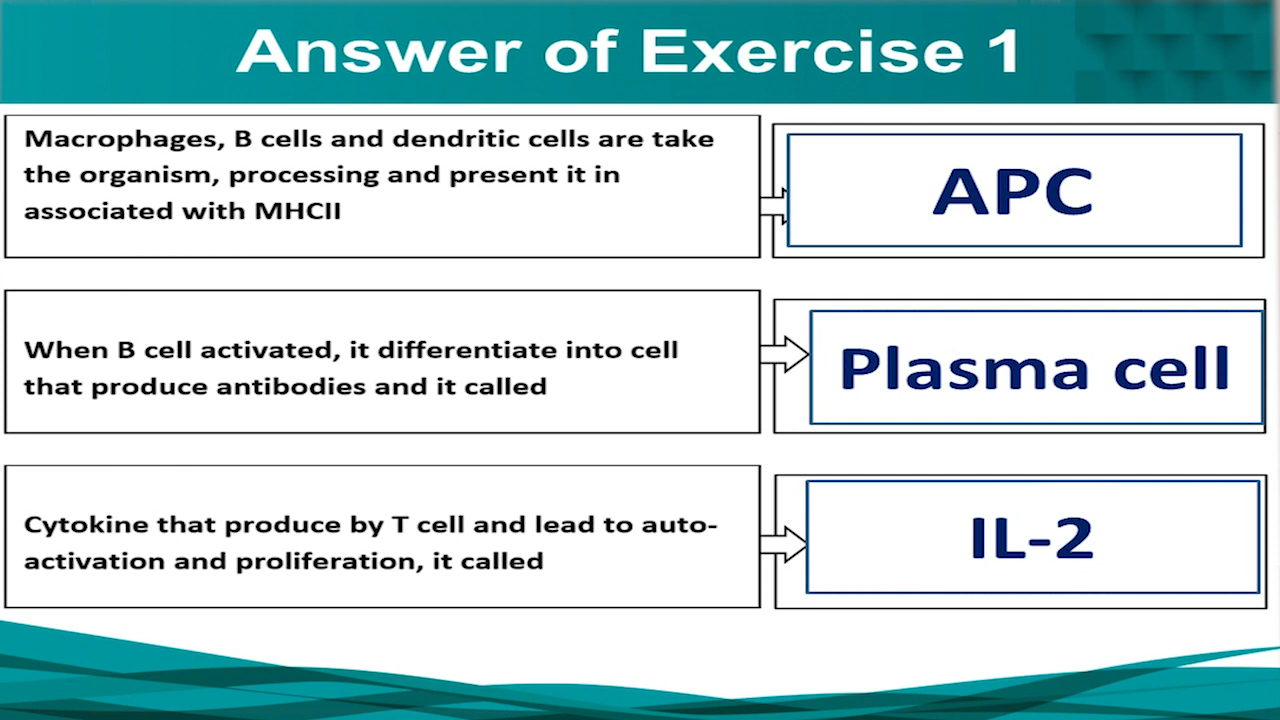 Answer of Exercise 1
Macrophages, B cells and dendritic cells are take
the organism, processing and present it in
associated with MHCII
APC
When B cell activated, it differentiate into cell
that produce antibodies and it called
Plasma cell
Cytokine that produce by T cell and lead to auto-
activation and proliferation, it called
IL-2